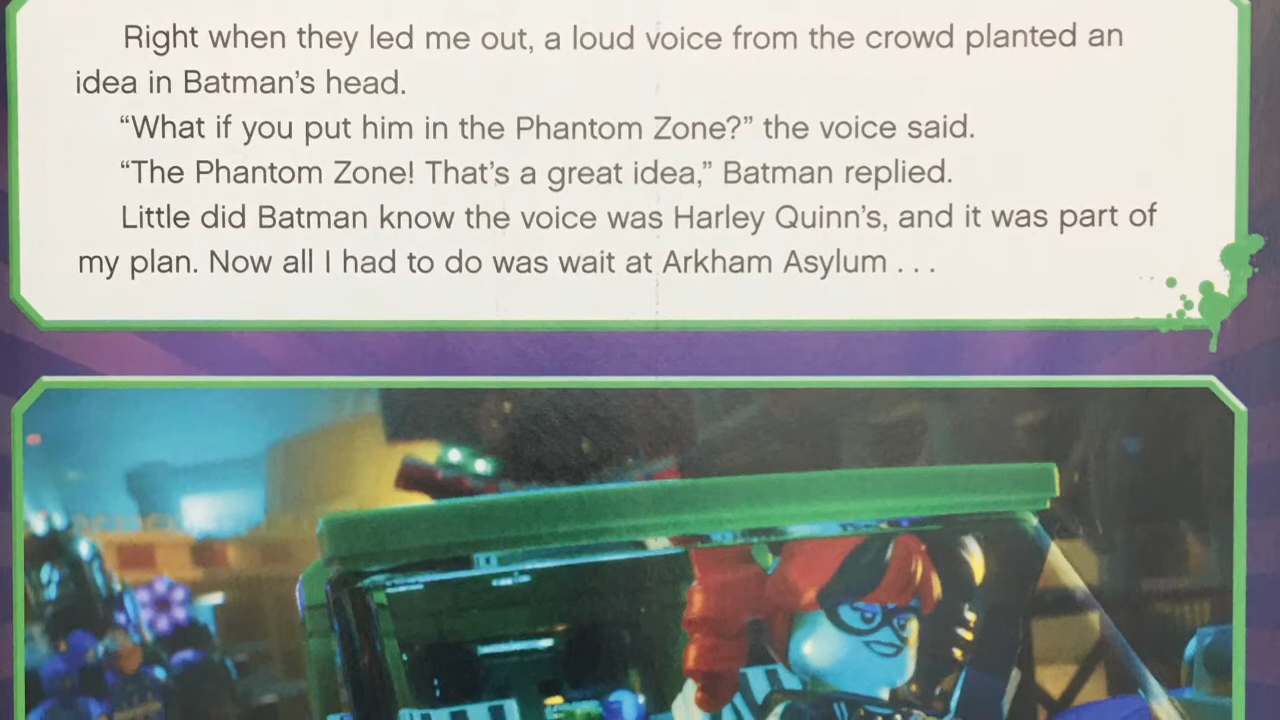 Right when they led me out, a loud voice from the crowd planted an
idea in Batman’s head.
“What if you put him in the Phantom Zone?” the voice said.
“The Phantom Zone! That’s a great idea,” Batman replied.
Little did Batman know the voice was Harley Quinn’s, and it was part of
my plan. Now all I had to do was wait at Arkham Asylum . . .